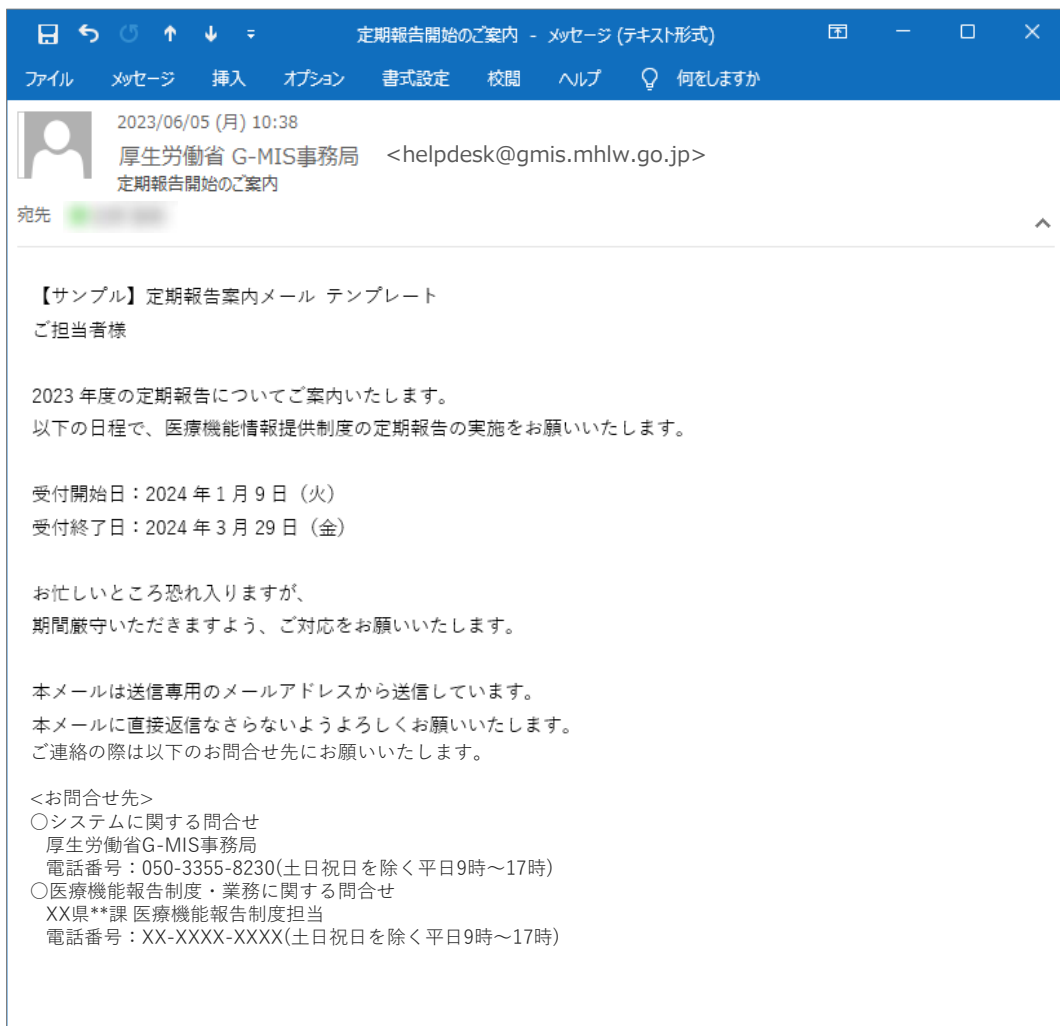 定期報告開始のご案内 - メッセージ (テキスト形式)
ファイル メッセージ 挿入 オプション 書式設定 校閲 ヘルプ 何をしますか
2023/06/05 (月) 10:38
厚生労働省 G-MIS事務局 <helpdesk@gmis.mhlw.go.jp>
定期報告開始のご案内
宛先
【サンプル】定期報告案内メール テンプレート
ご担当者様
2023 年度の定期報告についてご案内いたします。
以下の日程で、医療機能情報提供制度の定期報告の実施をお願いいたします。
受付開始日：2024 年 1 月 9 日（火）
受付終了日：2024 年 3 月 29 日（金）
お忙しいところ恐れ入りますが、
期間厳守いただきますよう、ご対応をお願いいたします。
本メールは送信専用のメールアドレスから送信しています。
本メールに直接返信なさらないようよろしくお願いいたします。
ご連絡の際は以下のお問合せ先にお願いいたします。
<お問合せ先>
○システムに関する問合せ
厚生労働省G-MIS事務局
電話番号：050-3355-8230(土日祝日を除く平日9時～17時)
○医療機能報告制度・業務に関する問合せ
XX県**課 医療機能報告制度担当
電話番号：XX-XXXX-XXXX(土日祝日を除く平日9時～17時)